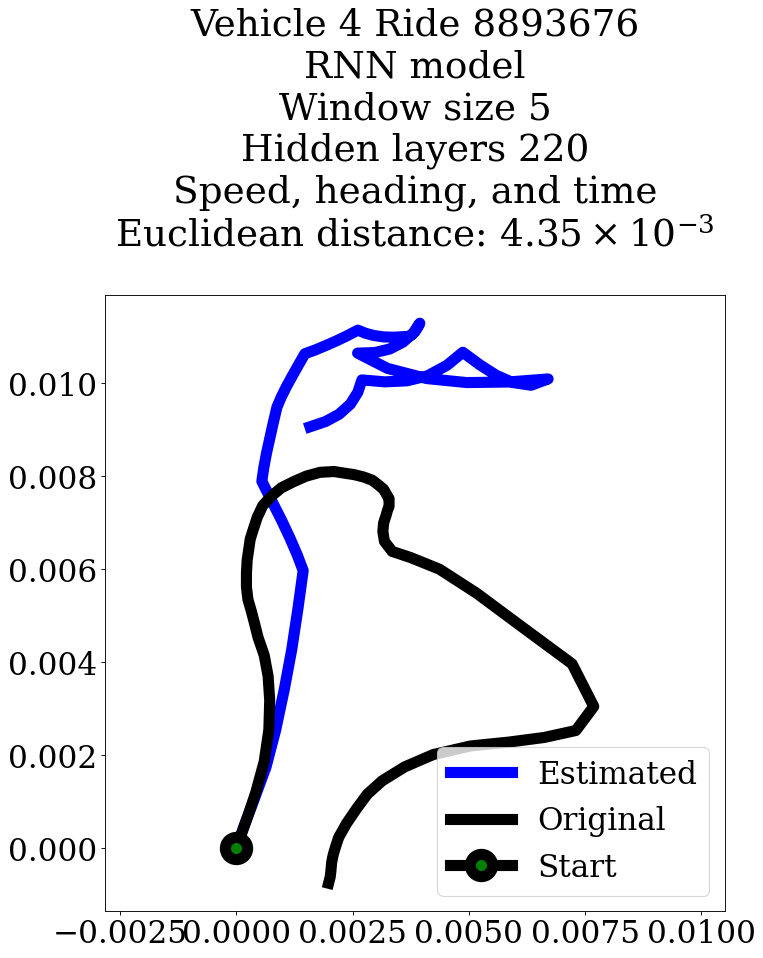 Vehicle 4 Ride 8893676
RNN model
Window size 5
Hidden layers 220
Speed, heading, and time
Euclidean distance: 4.35 × 10⁻³
0.010
0.008
0.006
0.004
0.002
0.000
Estimated
Original
Start
−0.0025 0.0000 0.0025 0.0050 0.0075 0.0100